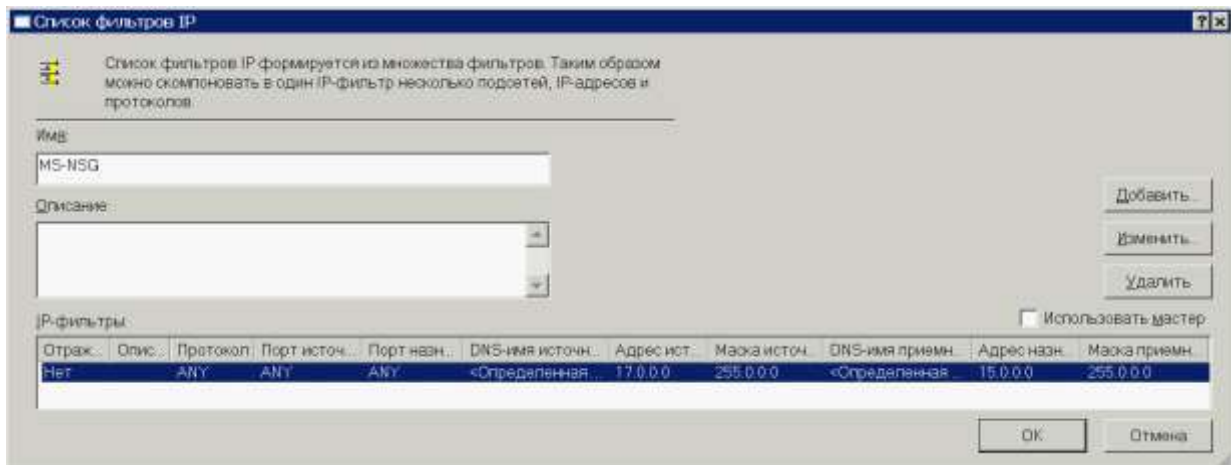 Список фильтров IP
Список фильтров IP формируется из множества фильтров. Таким образом
можно скомпоновать в один IP-фильтр несколько подсетей, IP-адресов и
протоколов.
Имя:
MS-NSG
Описание:
Добавить...
Изменить...
Удалить
IP-фильтры:
Использовать мастер
Отраж... Опис... Протокол Порт источ... Порт назн... DNS-имя источн... Адрес ист... Маска источ... DNS-имя приемн... Адрес назн... Маска приемн...
Нет ANY ANY ANY <Определенная ... 17.0.0.0 255.0.0.0 <Определенная ... 15.0.0.0 255.0.0.0
ОК Отмена